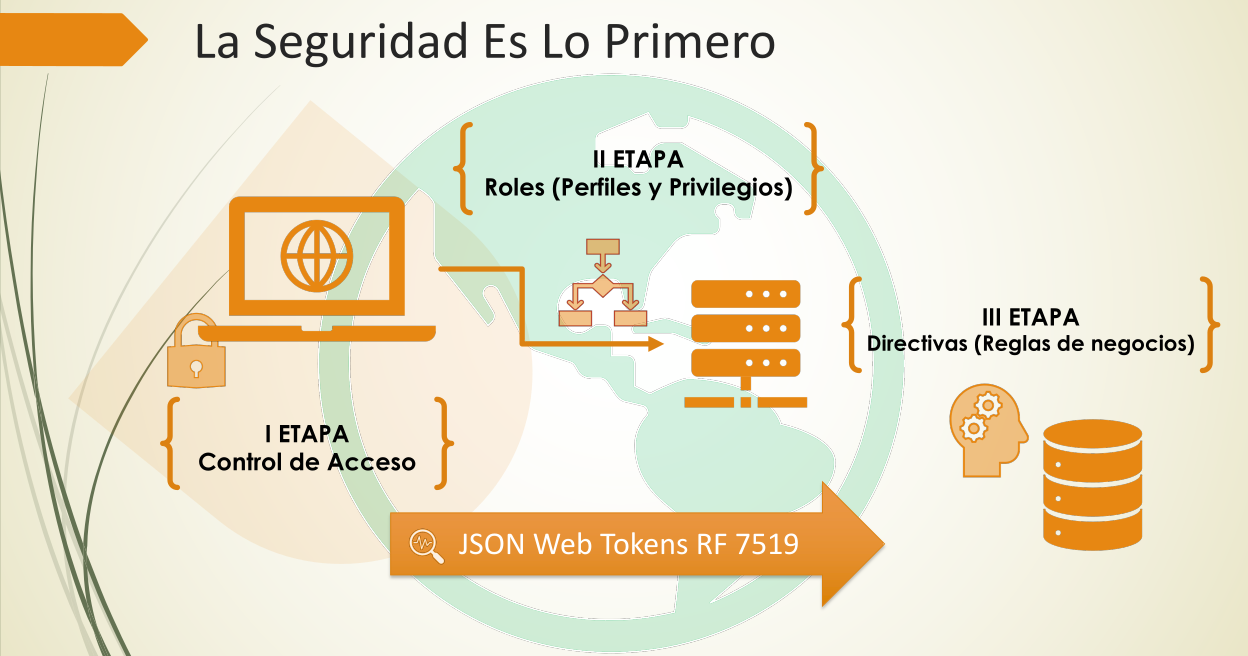 La Seguridad Es Lo Primero
II ETAPA
Roles (Perfiles y Privilegios)
III ETAPA
Directivas (Reglas de negocios)
I ETAPA
Control de Acceso
JSON Web Tokens RF 7519